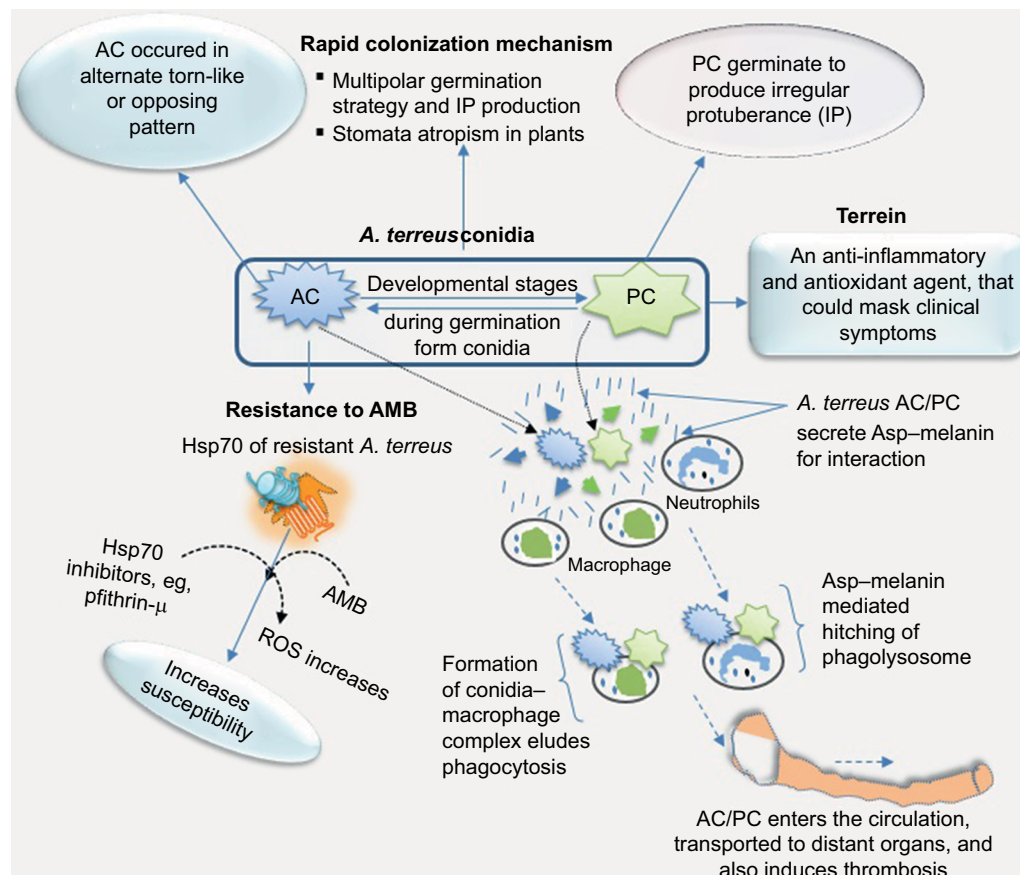 AC occured in
alternate torn-like
or opposing
pattern
Rapid colonization mechanism
▪ Multipolar germination
strategy and IP production
▪ Stomata atropism in plants
PC germinate to
produce irregular
protuberance (IP)
A. terreusconidia
AC
Developmental stages
during germination
form conidia
PC
Terrein
An anti-inflammatory
and antioxidant agent, that
could mask clinical
symptoms
Resistance to AMB
Hsp70 of resistant A. terreus
Hsp70
inhibitors, eg,
pfithrin-μ
AMB
ROS increases
Increases
susceptibility
A. terreus AC/PC
secrete Asp–melanin
for interaction
Neutrophils
Macrophage
Formation
of conidia–
macrophage
complex eludes
phagocytosis
Asp–melanin
mediated
hitching of
phagolysosome
AC/PC enters the circulation,
transported to distant organs, and
also induces thrombosis